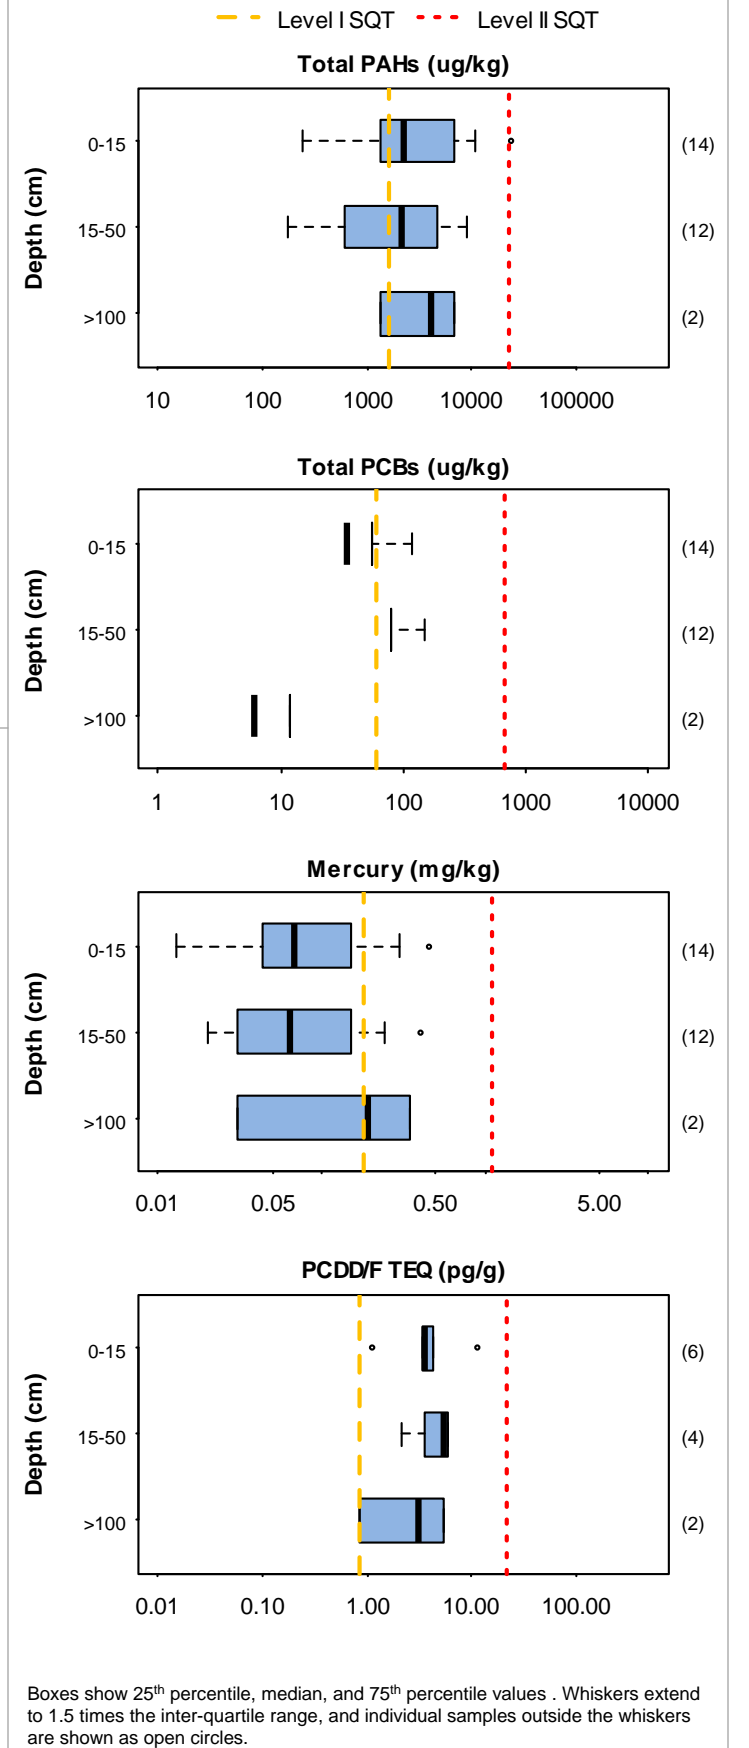 Level I SQT Level II SQT
Total PAHs (ug/kg)
Depth (cm)
0-15 (14)
15-50 (12)
>100 (2)
10 100 1000 10000 100000
Total PCBs (ug/kg)
Depth (cm)
0-15 (14)
15-50 (12)
>100 (2)
1 10 100 1000 10000
Mercury (mg/kg)
Depth (cm)
0-15 (14)
15-50 (12)
>100 (2)
0.01 0.05 0.50 5.00
PCDD/F TEQ (pg/g)
Depth (cm)
0-15 (6)
15-50 (4)
>100 (2)
0.01 0.10 1.00 10.00 100.00
Boxes show 25th percentile, median, and 75th percentile values . Whiskers extend
to 1.5 times the inter-quartile range, and individual samples outside the whiskers
are shown as open circles.